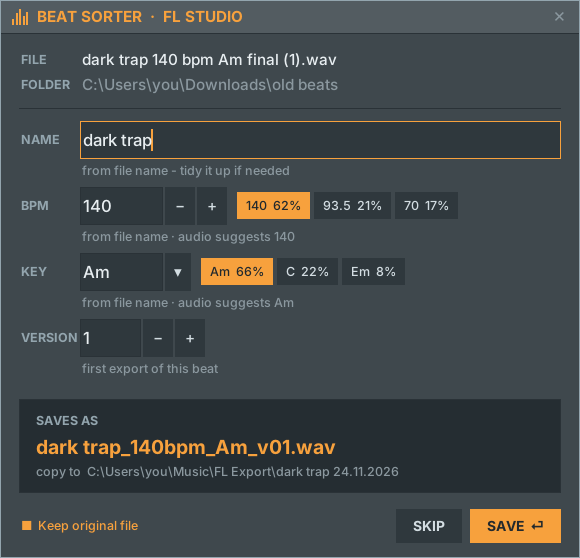 BEAT SORTER · FL STUDIO ×
FILE dark trap 140 bpm Am final (1).wav
FOLDER C:\Users\you\Downloads\old beats
NAME dark trap
from file name - tidy it up if needed
BPM 140 − + 140 62% 93.5 21% 70 17%
from file name · audio suggests 140
KEY Am ▾ Am 66% C 22% Em 8%
from file name · audio suggests Am
VERSION 1 − +
first export of this beat
SAVES AS
dark trap_140bpm_Am_v01.wav
copy to C:\Users\you\Music\FL Export\dark trap 24.11.2026
Keep original file SKIP SAVE ⏎